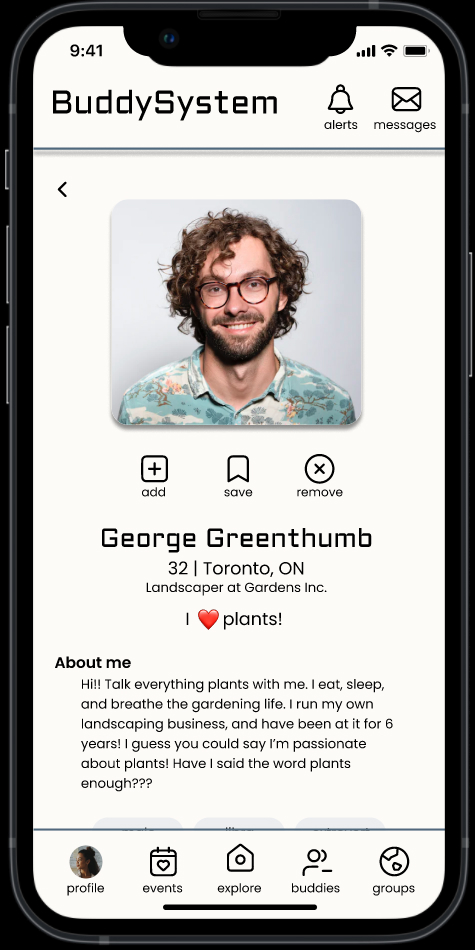 9:41
BuddySystem
alerts
messages
add
save
remove
George Greenthumb
32 | Toronto, ON
Landscaper at Gardens Inc.
I ❤️ plants!
About me
Hi!! Talk everything plants with me. I eat, sleep,
and breathe the gardening life. I run my own
landscaping business, and have been at it for 6
years! I guess you could say I'm passionate
about plants! Have I said the word plants
enough???
profile
events
explore
buddies
groups